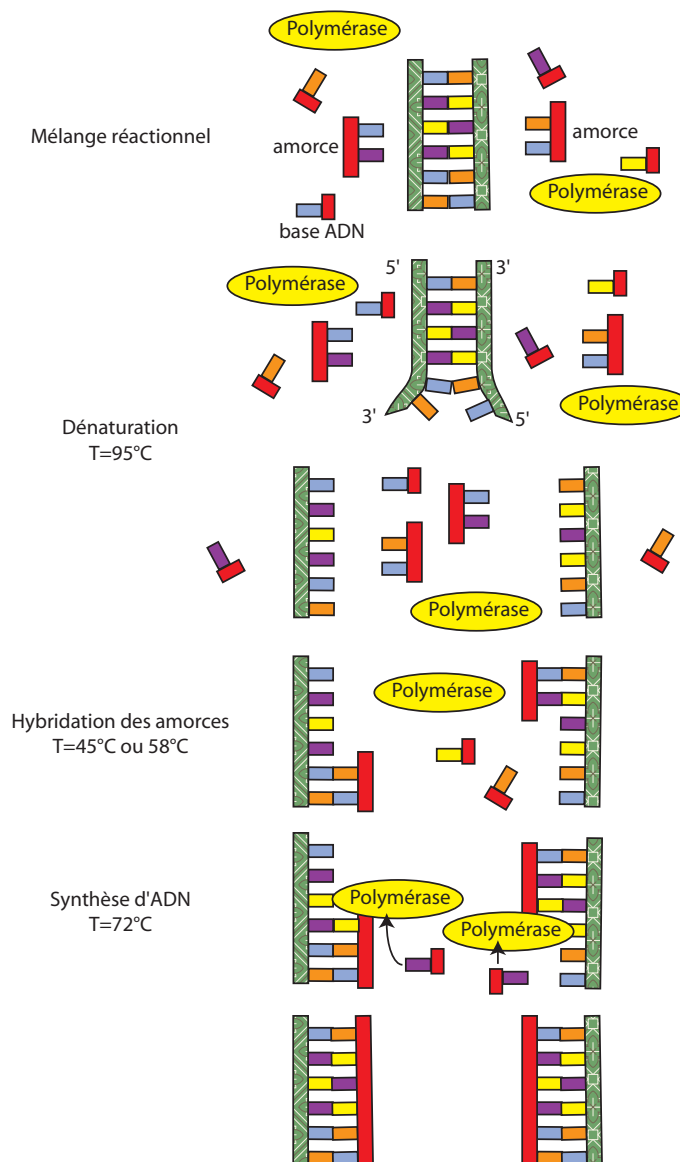 Polymérase
Mélange réactionnel
amorce
amorce
Polymérase
base ADN
5'
3'
Polymérase
Polymérase
3'
5'
Dénaturation
T=95°C
Polymérase
Polymérase
Hybridation des amorces
T=45°C ou 58°C
Synthèse d'ADN
T=72°C
Polymérase
Polymérase